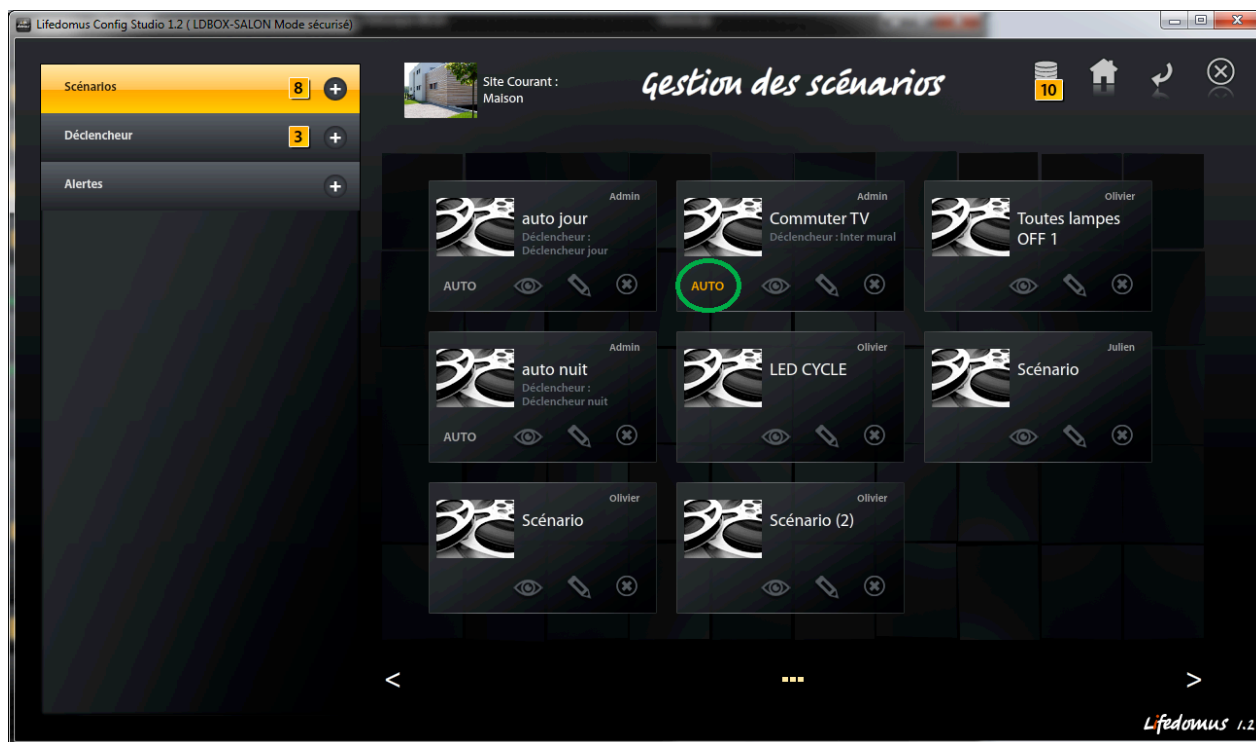 Lifedomus Config Studio 1.2 ( LDBOX-SALON Mode sécurisé)
Scénarios 8
Déclencheur 3
Alertes
Site Courant :
Maison
Gestion des scénarios
10
Admin
auto jour
Déclencheur :
Déclencheur jour
AUTO
Admin
Commuter TV
Déclencheur : Inter mural
AUTO
Olivier
Toutes lampes
OFF 1
Admin
auto nuit
Déclencheur :
Déclencheur nuit
AUTO
Olivier
LED CYCLE
Julien
Scénario
Olivier
Scénario
Olivier
Scénario (2)
< >
Lifedomus 1.2